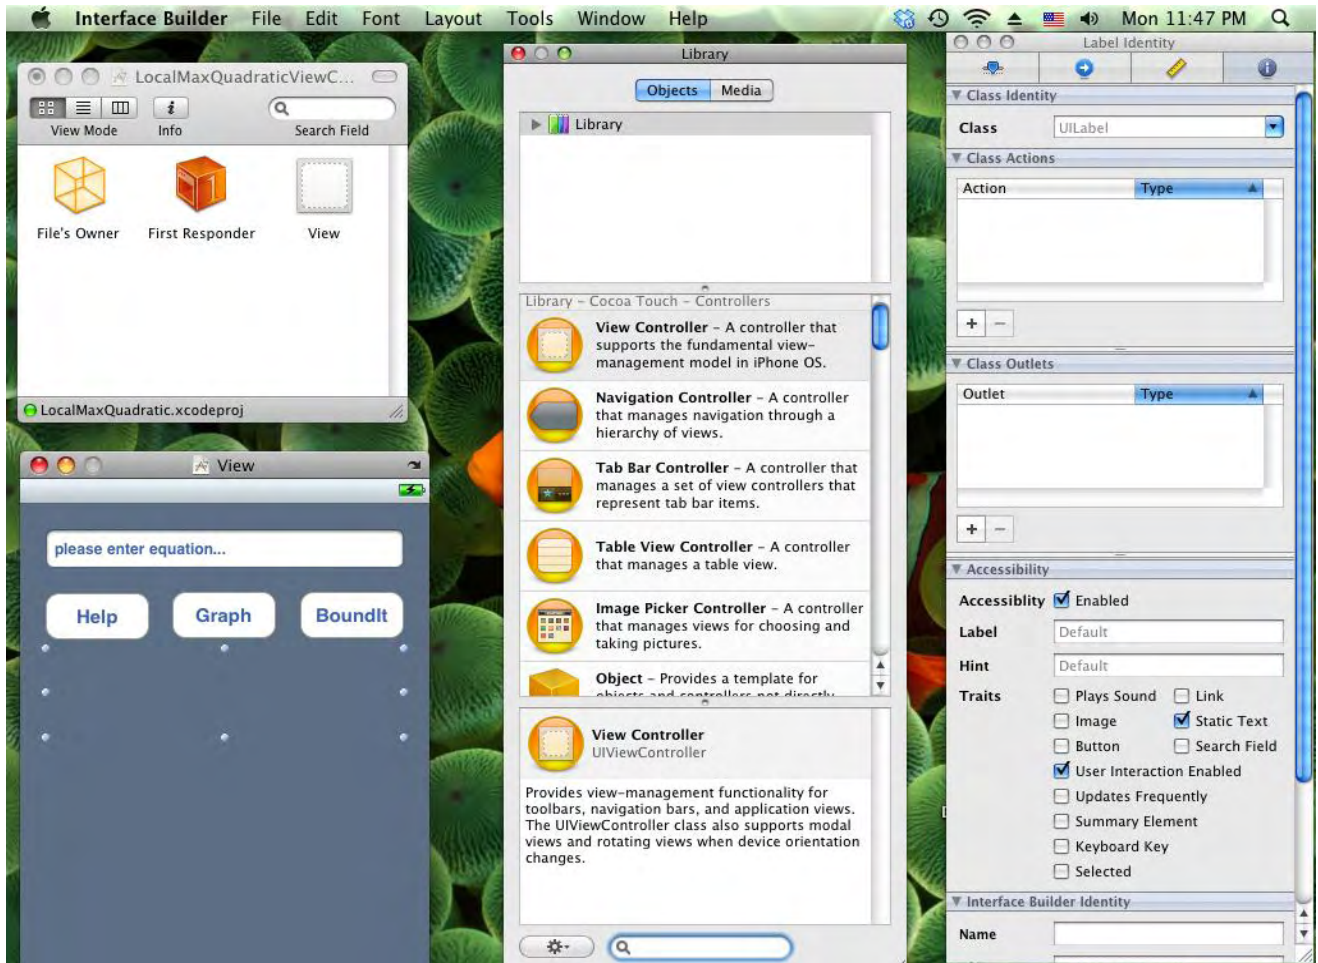 Interface Builder File Edit Font Layout Tools Window Help Mon 11:47 PM
LocalMaxQuadraticViewC...
View Mode Info Search Field
File's Owner First Responder View
LocalMaxQuadratic.xcodeproj
View
please enter equation...
Help Graph BoundIt
Library
Objects Media
Library
Library – Cocoa Touch – Controllers
View Controller – A controller that
supports the fundamental view–
management model in iPhone OS.
Navigation Controller – A controller
that manages navigation through a
hierarchy of views.
Tab Bar Controller – A controller that
manages a set of view controllers that
represent tab bar items.
Table View Controller – A controller
that manages a table view.
Image Picker Controller – A controller
that manages views for choosing and
taking pictures.
Object – Provides a template for
objects and controllers not directly
View Controller
UIViewController
Provides view–management functionality for
toolbars, navigation bars, and application views.
The UIViewController class also supports modal
views and rotating views when device orientation
changes.
Label Identity
Class Identity
Class UILabel
Class Actions
Action Type
Class Outlets
Outlet Type
Accessibility
Accessiblity Enabled
Label Default
Hint Default
Traits Plays Sound Link
Image Static Text
Button Search Field
User Interaction Enabled
Updates Frequently
Summary Element
Keyboard Key
Selected
Interface Builder Identity
Name